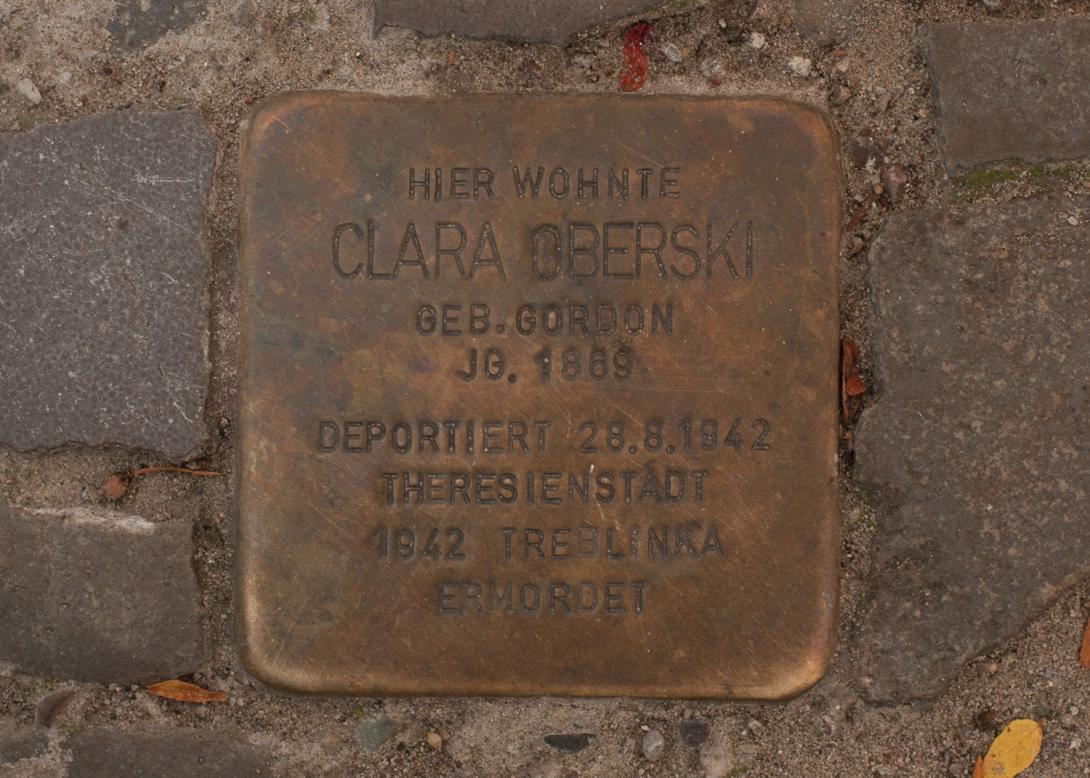 HIER WOHNTE
CLARA OBERSKI
GEB. GORDON
JG. 1869
DEPORTIERT 28.8.1942
THERESIENSTADT
1942 TREBLINKA
ERMORDET